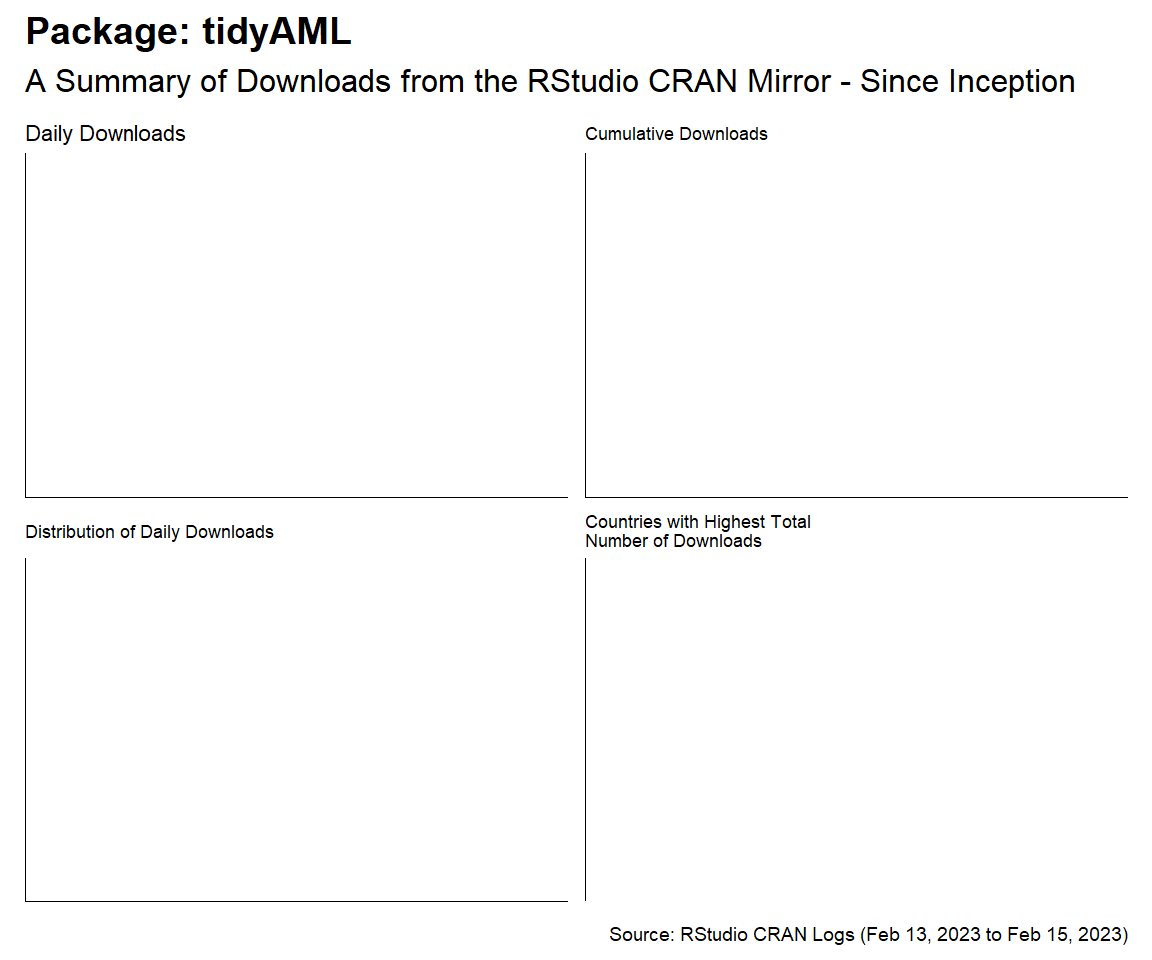 Package: tidyAML
A Summary of Downloads from the RStudio CRAN Mirror - Since Inception
Daily Downloads
Cumulative Downloads
Distribution of Daily Downloads
Countries with Highest Total
Number of Downloads
Source: RStudio CRAN Logs (Feb 13, 2023 to Feb 15, 2023)